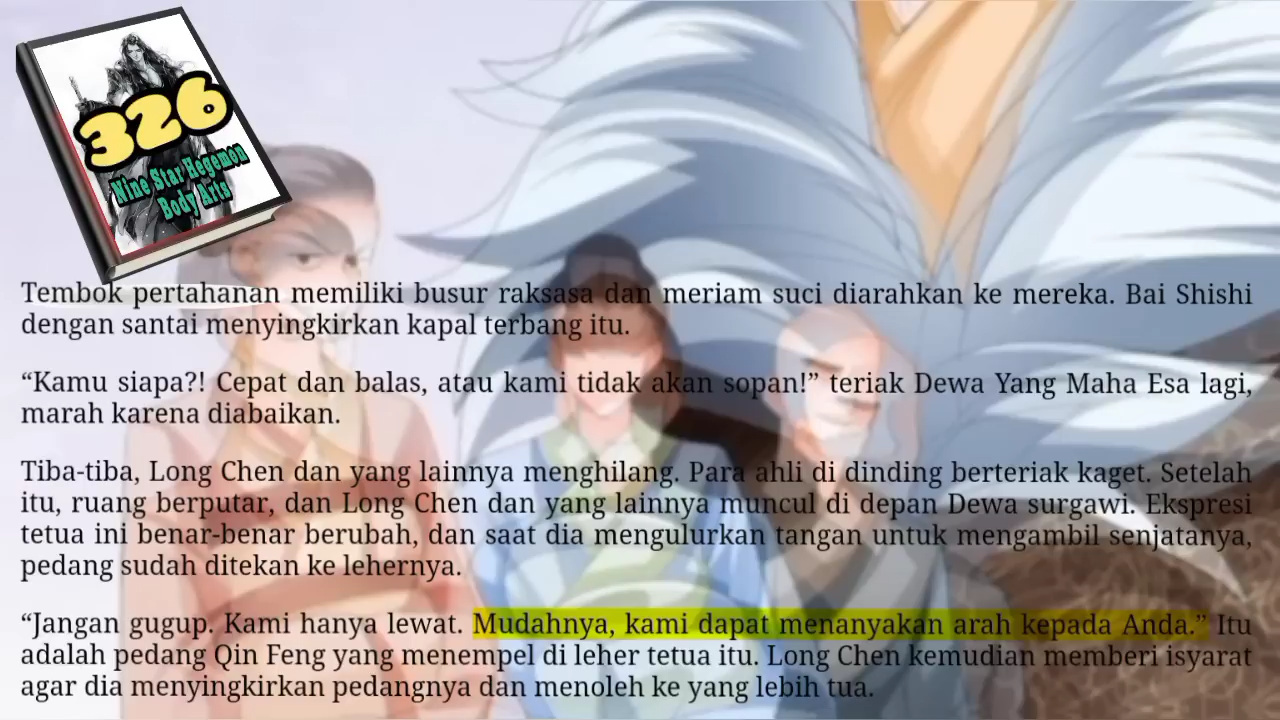 326
Nine Star Hegemon
Body Arts
Tembok pertahanan memiliki busur raksasa dan meriam suci diarahkan ke mereka. Bai Shishi
dengan santai menyingkirkan kapal terbang itu.
“Kamu siapa?! Cepat dan balas, atau kami tidak akan sopan!” teriak Dewa Yang Maha Esa lagi,
marah karena diabaikan.
Tiba-tiba, Long Chen dan yang lainnya menghilang. Para ahli di dinding berteriak kaget. Setelah
itu, ruang berputar, dan Long Chen dan yang lainnya muncul di depan Dewa surgawi. Ekspresi
tetua ini benar-benar berubah, dan saat dia mengulurkan tangan untuk mengambil senjatanya,
pedang sudah ditekan ke lehernya.
“Jangan gugup. Kami hanya lewat. Mudahnya, kami dapat menanyakan arah kepada Anda.” Itu
adalah pedang Qin Feng yang menempel di leher tetua itu. Long Chen kemudian memberi isyarat
agar dia menyingkirkan pedangnya dan menoleh ke yang lebih tua.